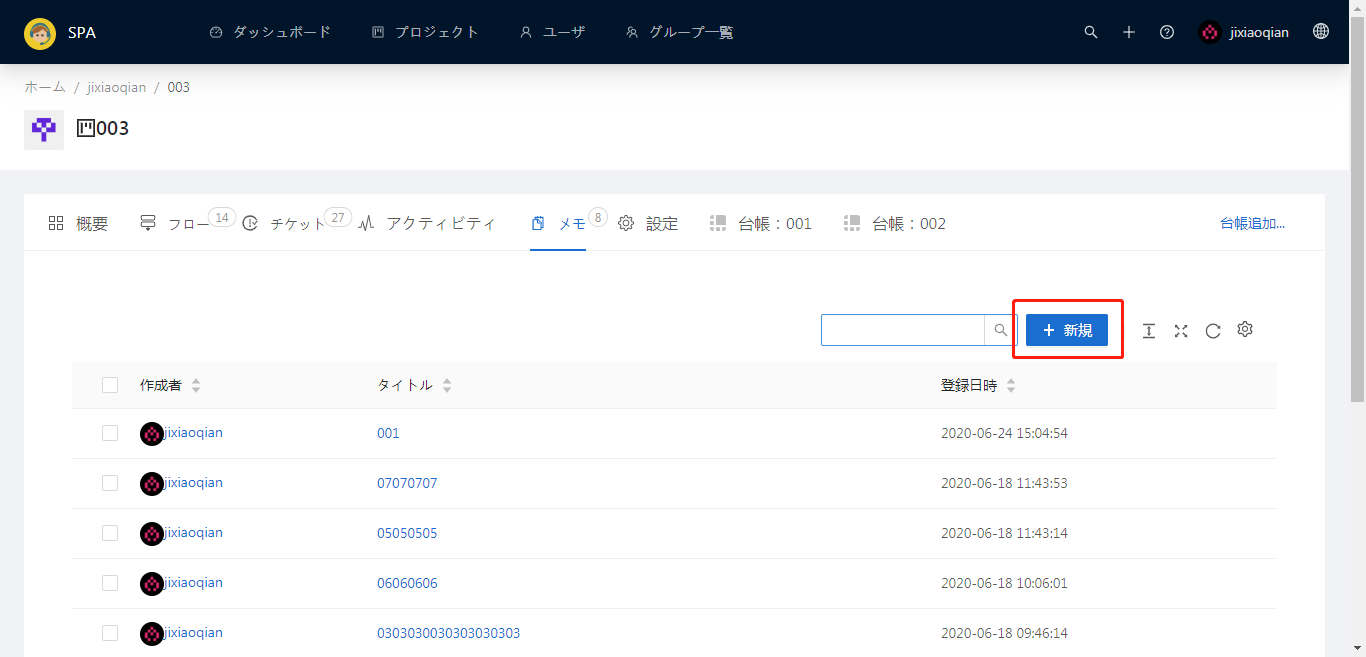 SPA ダッシュボード プロジェクト ユーザ グループ一覧 jixiaoqian
ホーム / jixiaoqian / 003
003
概要 フロー 14 チケット 27 アクティビティ メモ 8 設定 台帳：001 台帳：002 台帳追加...
+ 新規
作成者 タイトル 登録日時
jixiaoqian 001 2020-06-24 15:04:54
jixiaoqian 07070707 2020-06-18 11:43:53
jixiaoqian 05050505 2020-06-18 11:43:14
jixiaoqian 06060606 2020-06-18 10:06:01
jixiaoqian 0303030030303030303 2020-06-18 09:46:14